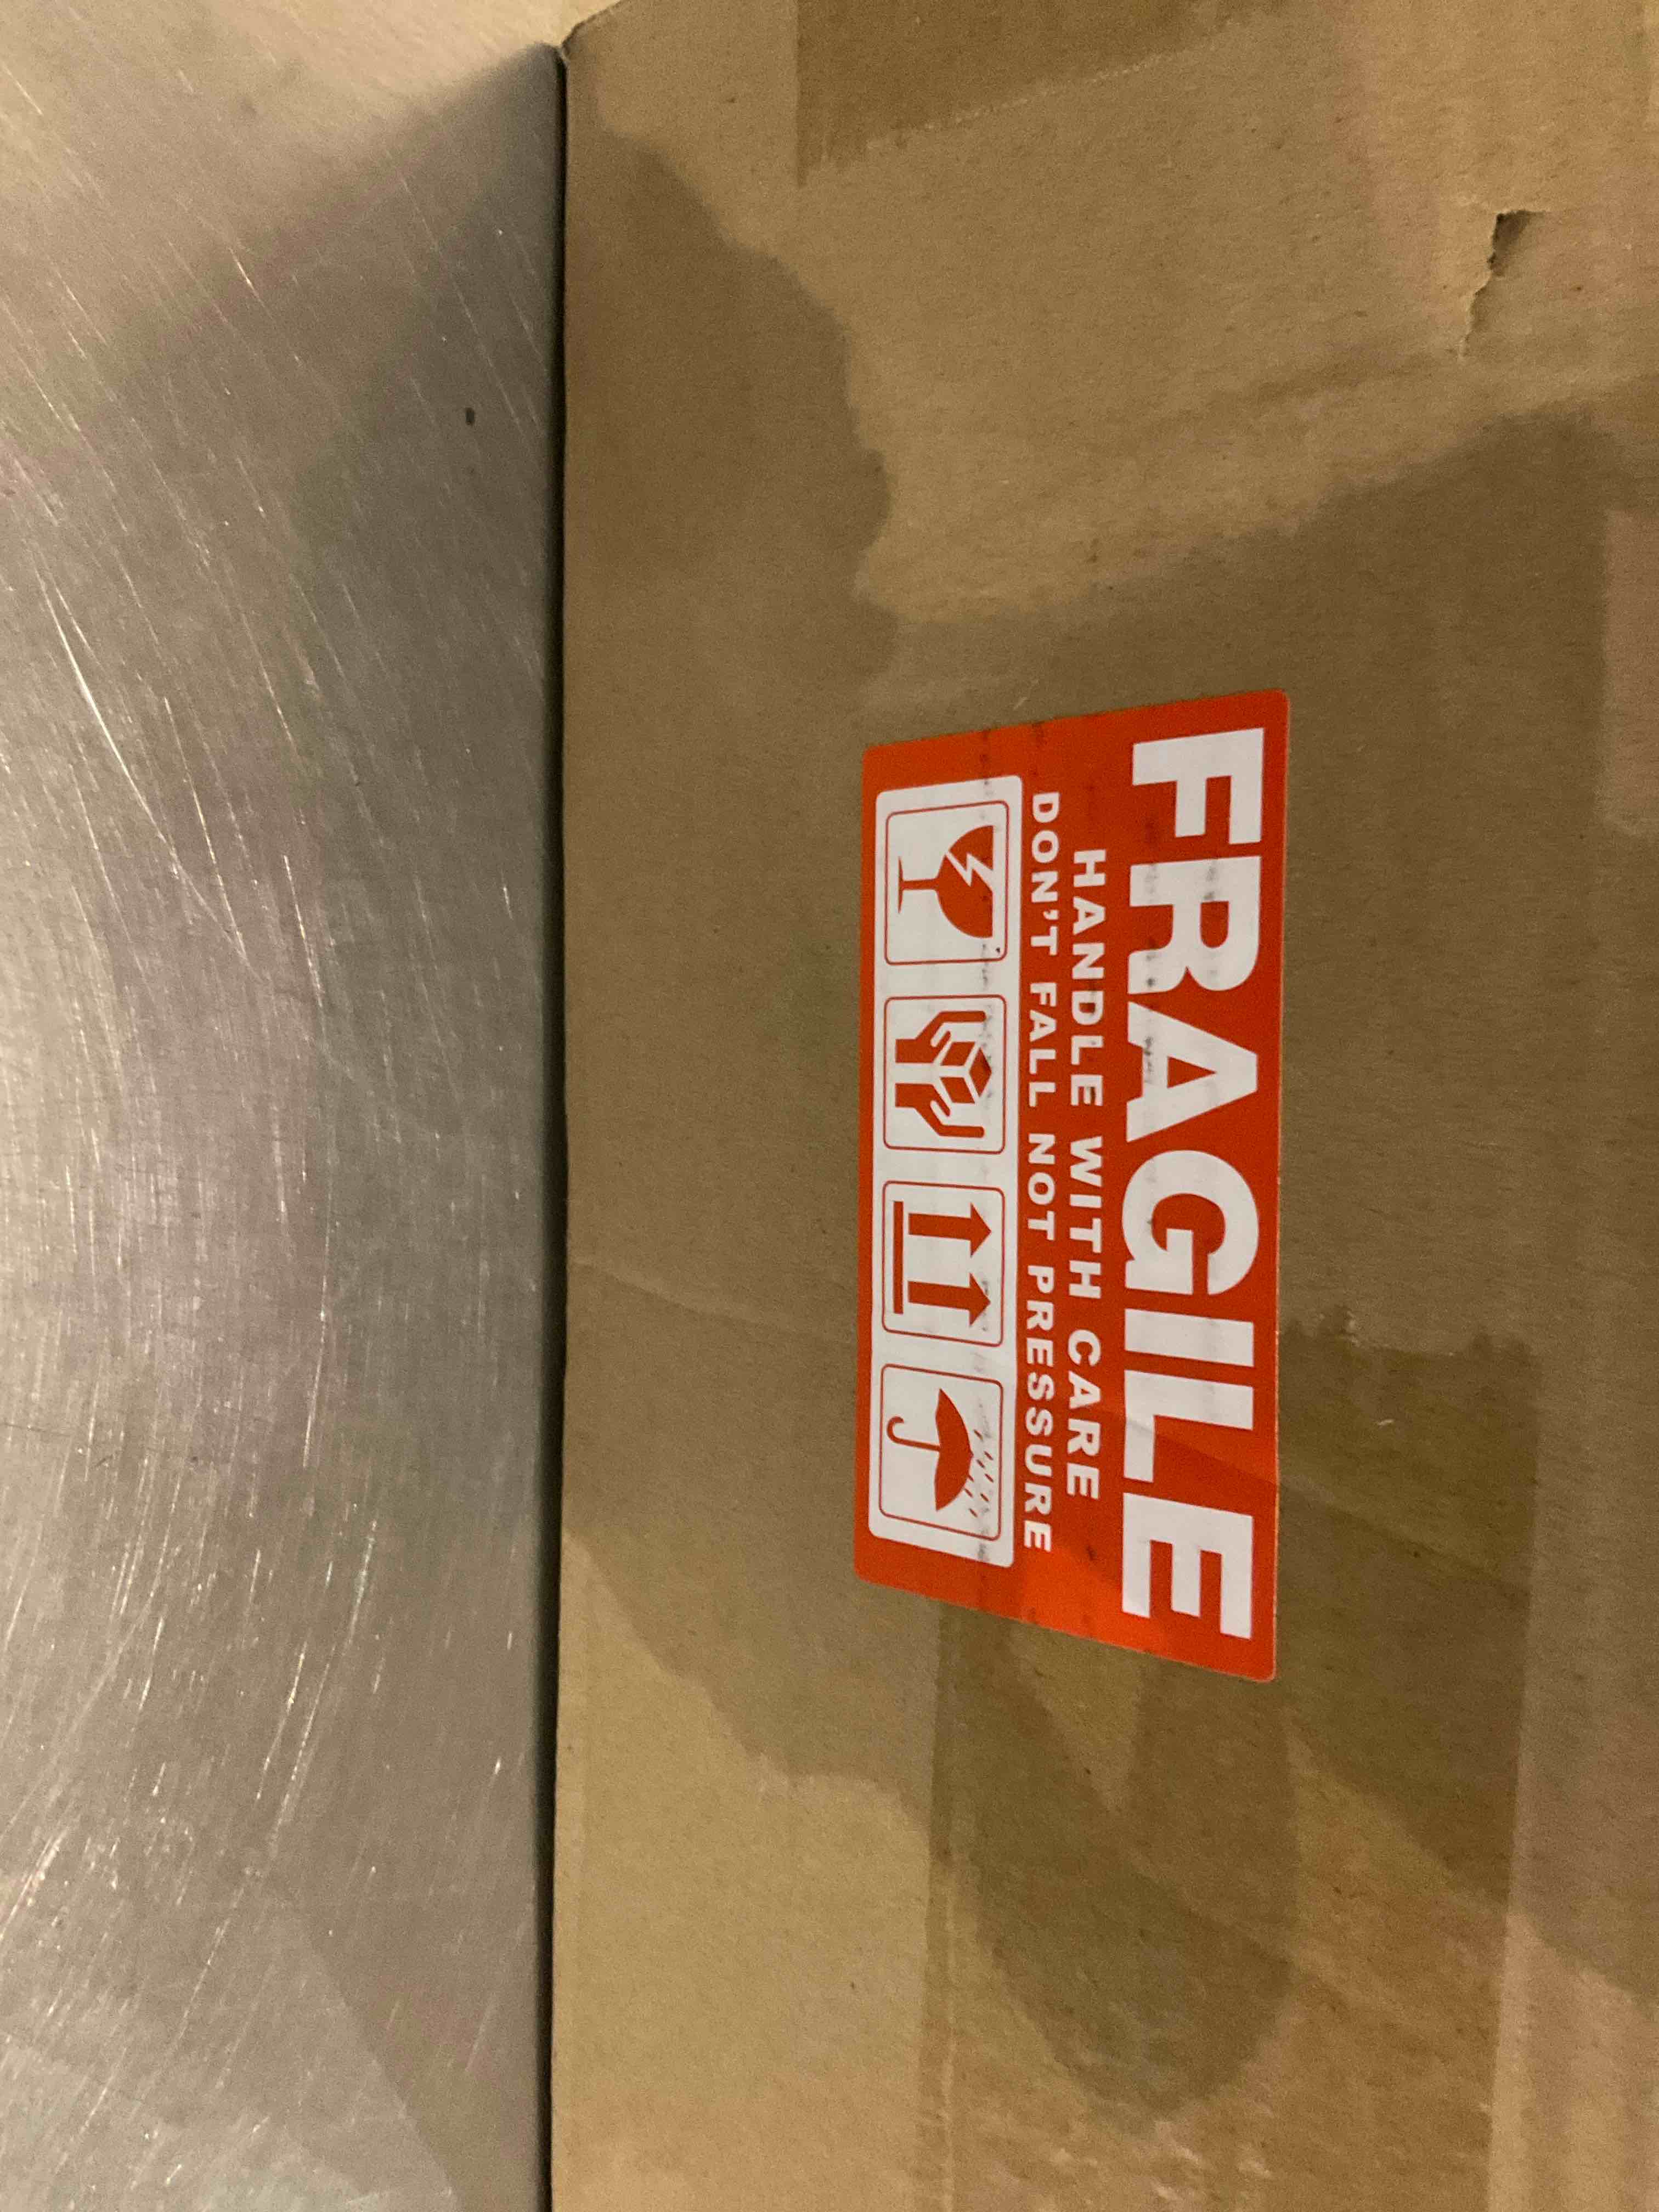 FRAGILE
HANDLE WITH CARE
DON'T FALL NOT PRESSURE